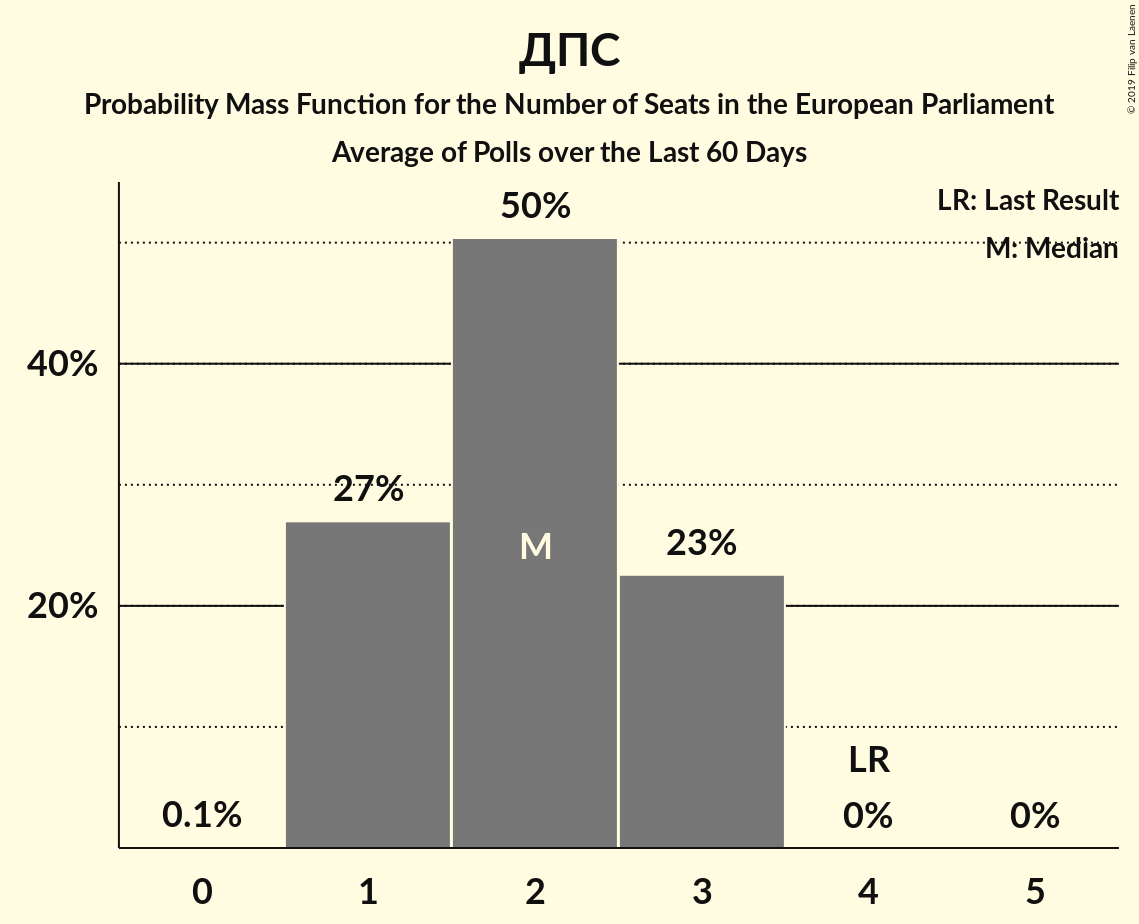 ДПС
Probability Mass Function for the Number of Seats in the European Parliament
Average of Polls over the Last 60 Days
© 2019 Filip van Laenen
LR: Last Result
M: Median
50%
40%
27%
M
23%
20%
LR
0.1%
0%
0%
0 1 2 3 4 5